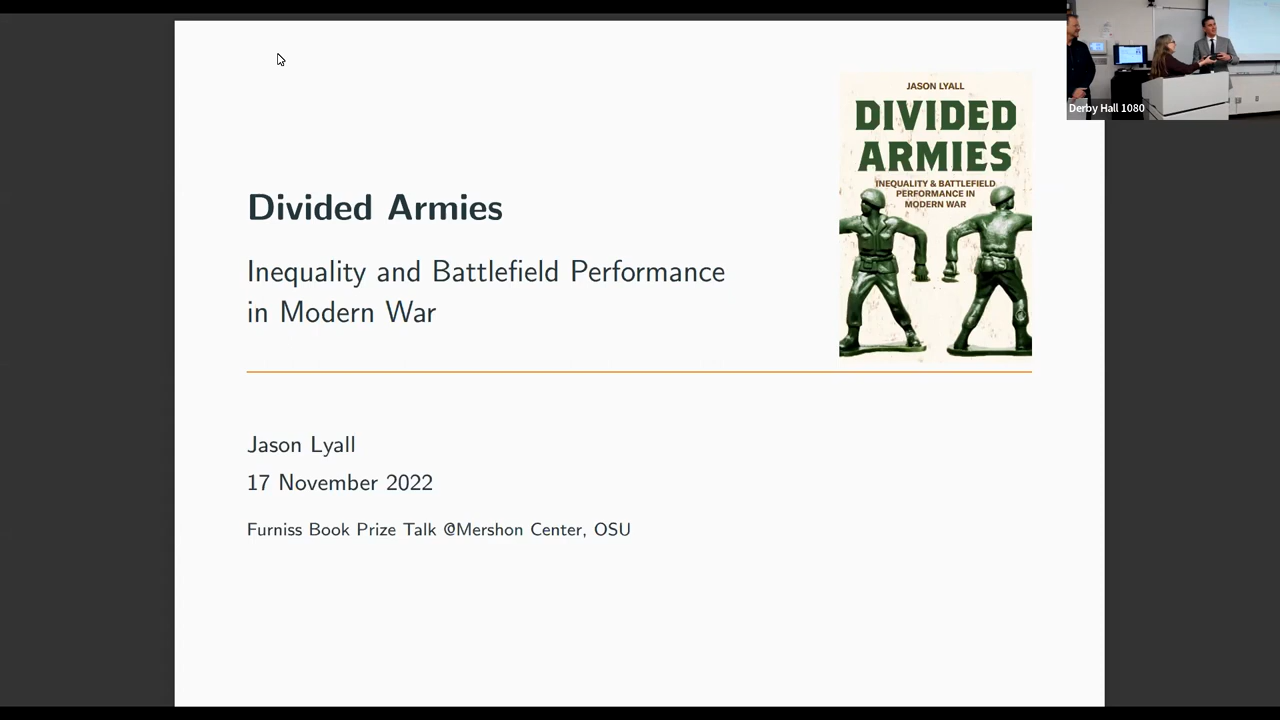 JASON LYALL
DIVIDED
ARMIES
INEQUALITY & BATTLEFIELD
PERFORMANCE IN
MODERN WAR
Derby Hall 1080
Divided Armies
Inequality and Battlefield Performance
in Modern War
Jason Lyall
17 November 2022
Furniss Book Prize Talk @Mershon Center, OSU